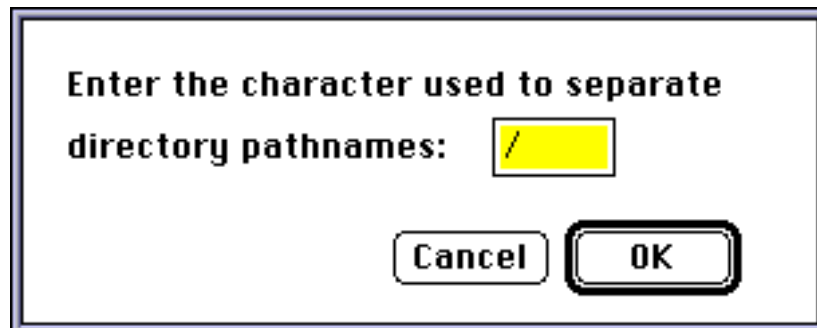 Enter the character used to separate
directory pathnames: /
Cancel OK